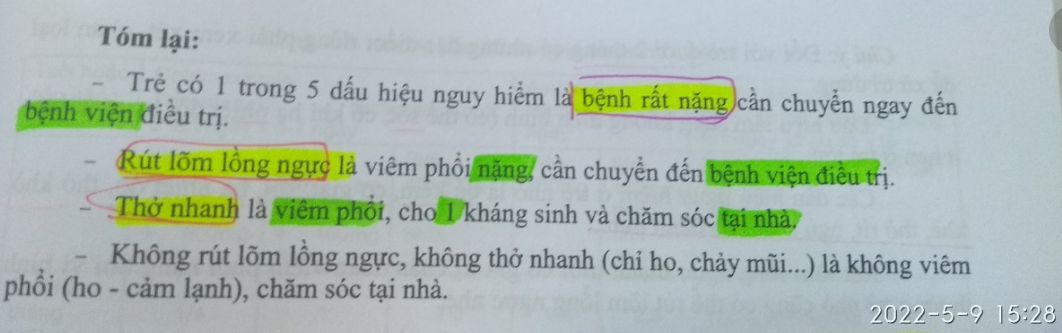 Tóm lại:
- Trẻ có 1 trong 5 dấu hiệu nguy hiểm là bệnh rất nặng cần chuyển ngay đến
bệnh viện điều trị.
- Rút lõm lồng ngực là viêm phổi nặng, cần chuyển đến bệnh viện điều trị.
- Thở nhanh là viêm phổi, cho 1 kháng sinh và chăm sóc tại nhà.
- Không rút lõm lồng ngực, không thở nhanh (chỉ ho, chảy mũi...) là không viêm
phổi (ho - cảm lạnh), chăm sóc tại nhà.
2022-5-9 15:28